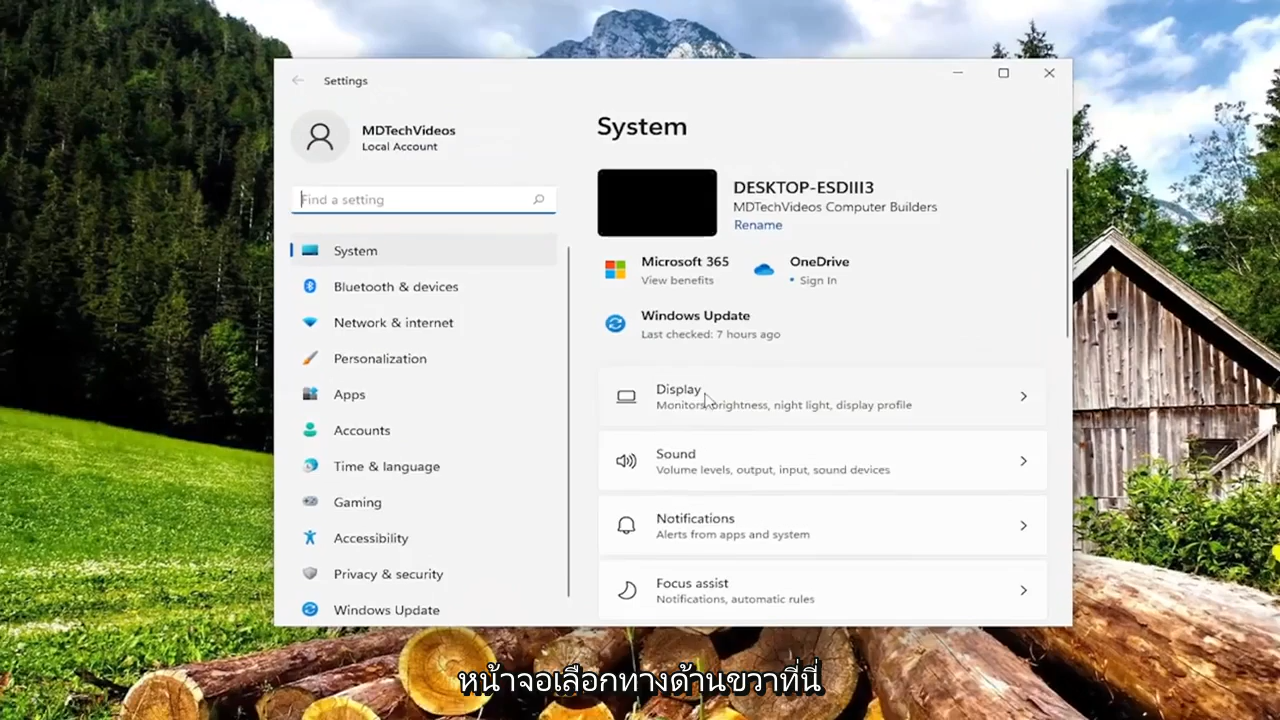 Settings
MDTechVideos
Local Account
Find a setting
System
Bluetooth & devices
Network & internet
Personalization
Apps
Accounts
Time & language
Gaming
Accessibility
Privacy & security
Windows Update
System
DESKTOP-ESDIII3
MDTechVideos Computer Builders
Rename
Microsoft 365
View benefits
OneDrive
• Sign In
Windows Update
Last checked: 7 hours ago
Display
Monitors, brightness, night light, display profile
Sound
Volume levels, output, input, sound devices
Notifications
Alerts from apps and system
Focus assist
Notifications, automatic rules
หน้าจอเลือกทางด้านขวาที่นี่